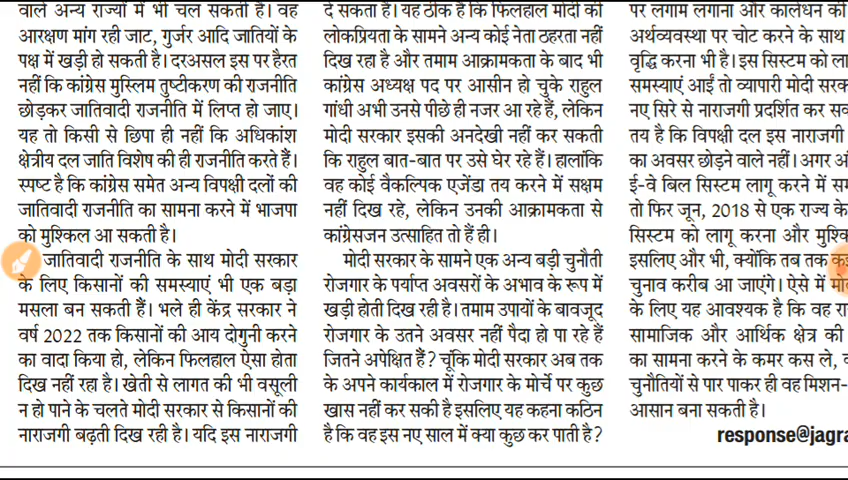 वाले अन्य राज्यों में भी चल सकती है। वह
आरक्षण मांग रही जाट, गुर्जर आदि जातियों के
पक्ष में खड़ी हो सकती है। दरअसल इस पर हैरत
नहीं कि कांग्रेस मुस्लिम तुष्टीकरण की राजनीति
छोड़कर जातिवादी राजनीति में लिप्त हो जाए।
यह तो किसी से छिपा ही नहीं कि अधिकांश
क्षेत्रीय दल जाति विशेष की ही राजनीति करते हैं।
स्पष्ट है कि कांग्रेस समेत अन्य विपक्षी दलों की
जातिवादी राजनीति का सामना करने में भाजपा
को मुश्किल आ सकती है।
जातिवादी राजनीति के साथ मोदी सरकार
के लिए किसानों की समस्याएं भी एक बड़ा
मसला बन सकती हैं। भले ही केंद्र सरकार ने
वर्ष 2022 तक किसानों की आय दोगुनी करने
का वादा किया हो, लेकिन फिलहाल ऐसा होता
दिख नहीं रहा है। खेती से लागत की भी वसूली
न हो पाने के चलते मोदी सरकार से किसानों की
नाराजगी बढ़ती दिख रही है। यदि इस नाराजगी
दे सकता है। यह ठीक है कि फिलहाल मोदी की
लोकप्रियता के सामने अन्य कोई नेता ठहरता नहीं
दिख रहा है और तमाम आक्रामकता के बाद भी
कांग्रेस अध्यक्ष पद पर आसीन हो चुके राहुल
गांधी अभी उनसे पीछे ही नजर आ रहे हैं, लेकिन
मोदी सरकार इसकी अनदेखी नहीं कर सकती
कि राहुल बात-बात पर उसे घेर रहे हैं। हालांकि
वह कोई वैकल्पिक एजेंडा तय करने में सक्षम
नहीं दिख रहे, लेकिन उनकी आक्रामकता से
कांग्रेसजन उत्साहित तो हैं ही।
मोदी सरकार के सामने एक अन्य बड़ी चुनौती
रोजगार के पर्याप्त अवसरों के अभाव के रूप में
खड़ी होती दिख रही है। तमाम उपायों के बावजूद
रोजगार के उतने अवसर नहीं पैदा हो पा रहे हैं
जितने अपेक्षित हैं? चूंकि मोदी सरकार अब तक
के अपने कार्यकाल में रोजगार के मोर्चे पर कुछ
खास नहीं कर सकी है इसलिए यह कहना कठिन
है कि वह इस नए साल में क्या कुछ कर पाती है?
पर लगाम लगाना और कालेधन की
अर्थव्यवस्था पर चोट करने के साथ
वृद्धि करना भी है। इस सिस्टम को ला
समस्याएं आईं तो व्यापारी मोदी सरक
नए सिरे से नाराजगी प्रदर्शित कर सक
तय है कि विपक्षी दल इस नाराजगी
का अवसर छोड़ने वाले नहीं। अगर
ई-वे बिल सिस्टम लागू करने में सम
तो फिर जून, 2018 से एक राज्य के
सिस्टम को लागू करना और मुश्कि
इसलिए और भी, क्योंकि तब तक
चुनाव करीब आ जाएंगे। ऐसे में
के लिए यह आवश्यक है कि वह रा
सामाजिक और आर्थिक क्षेत्र की
का सामना करने के कमर कस ले,
चुनौतियों से पार पाकर ही वह मिशन-
आसान बना सकती है।
response@jagra